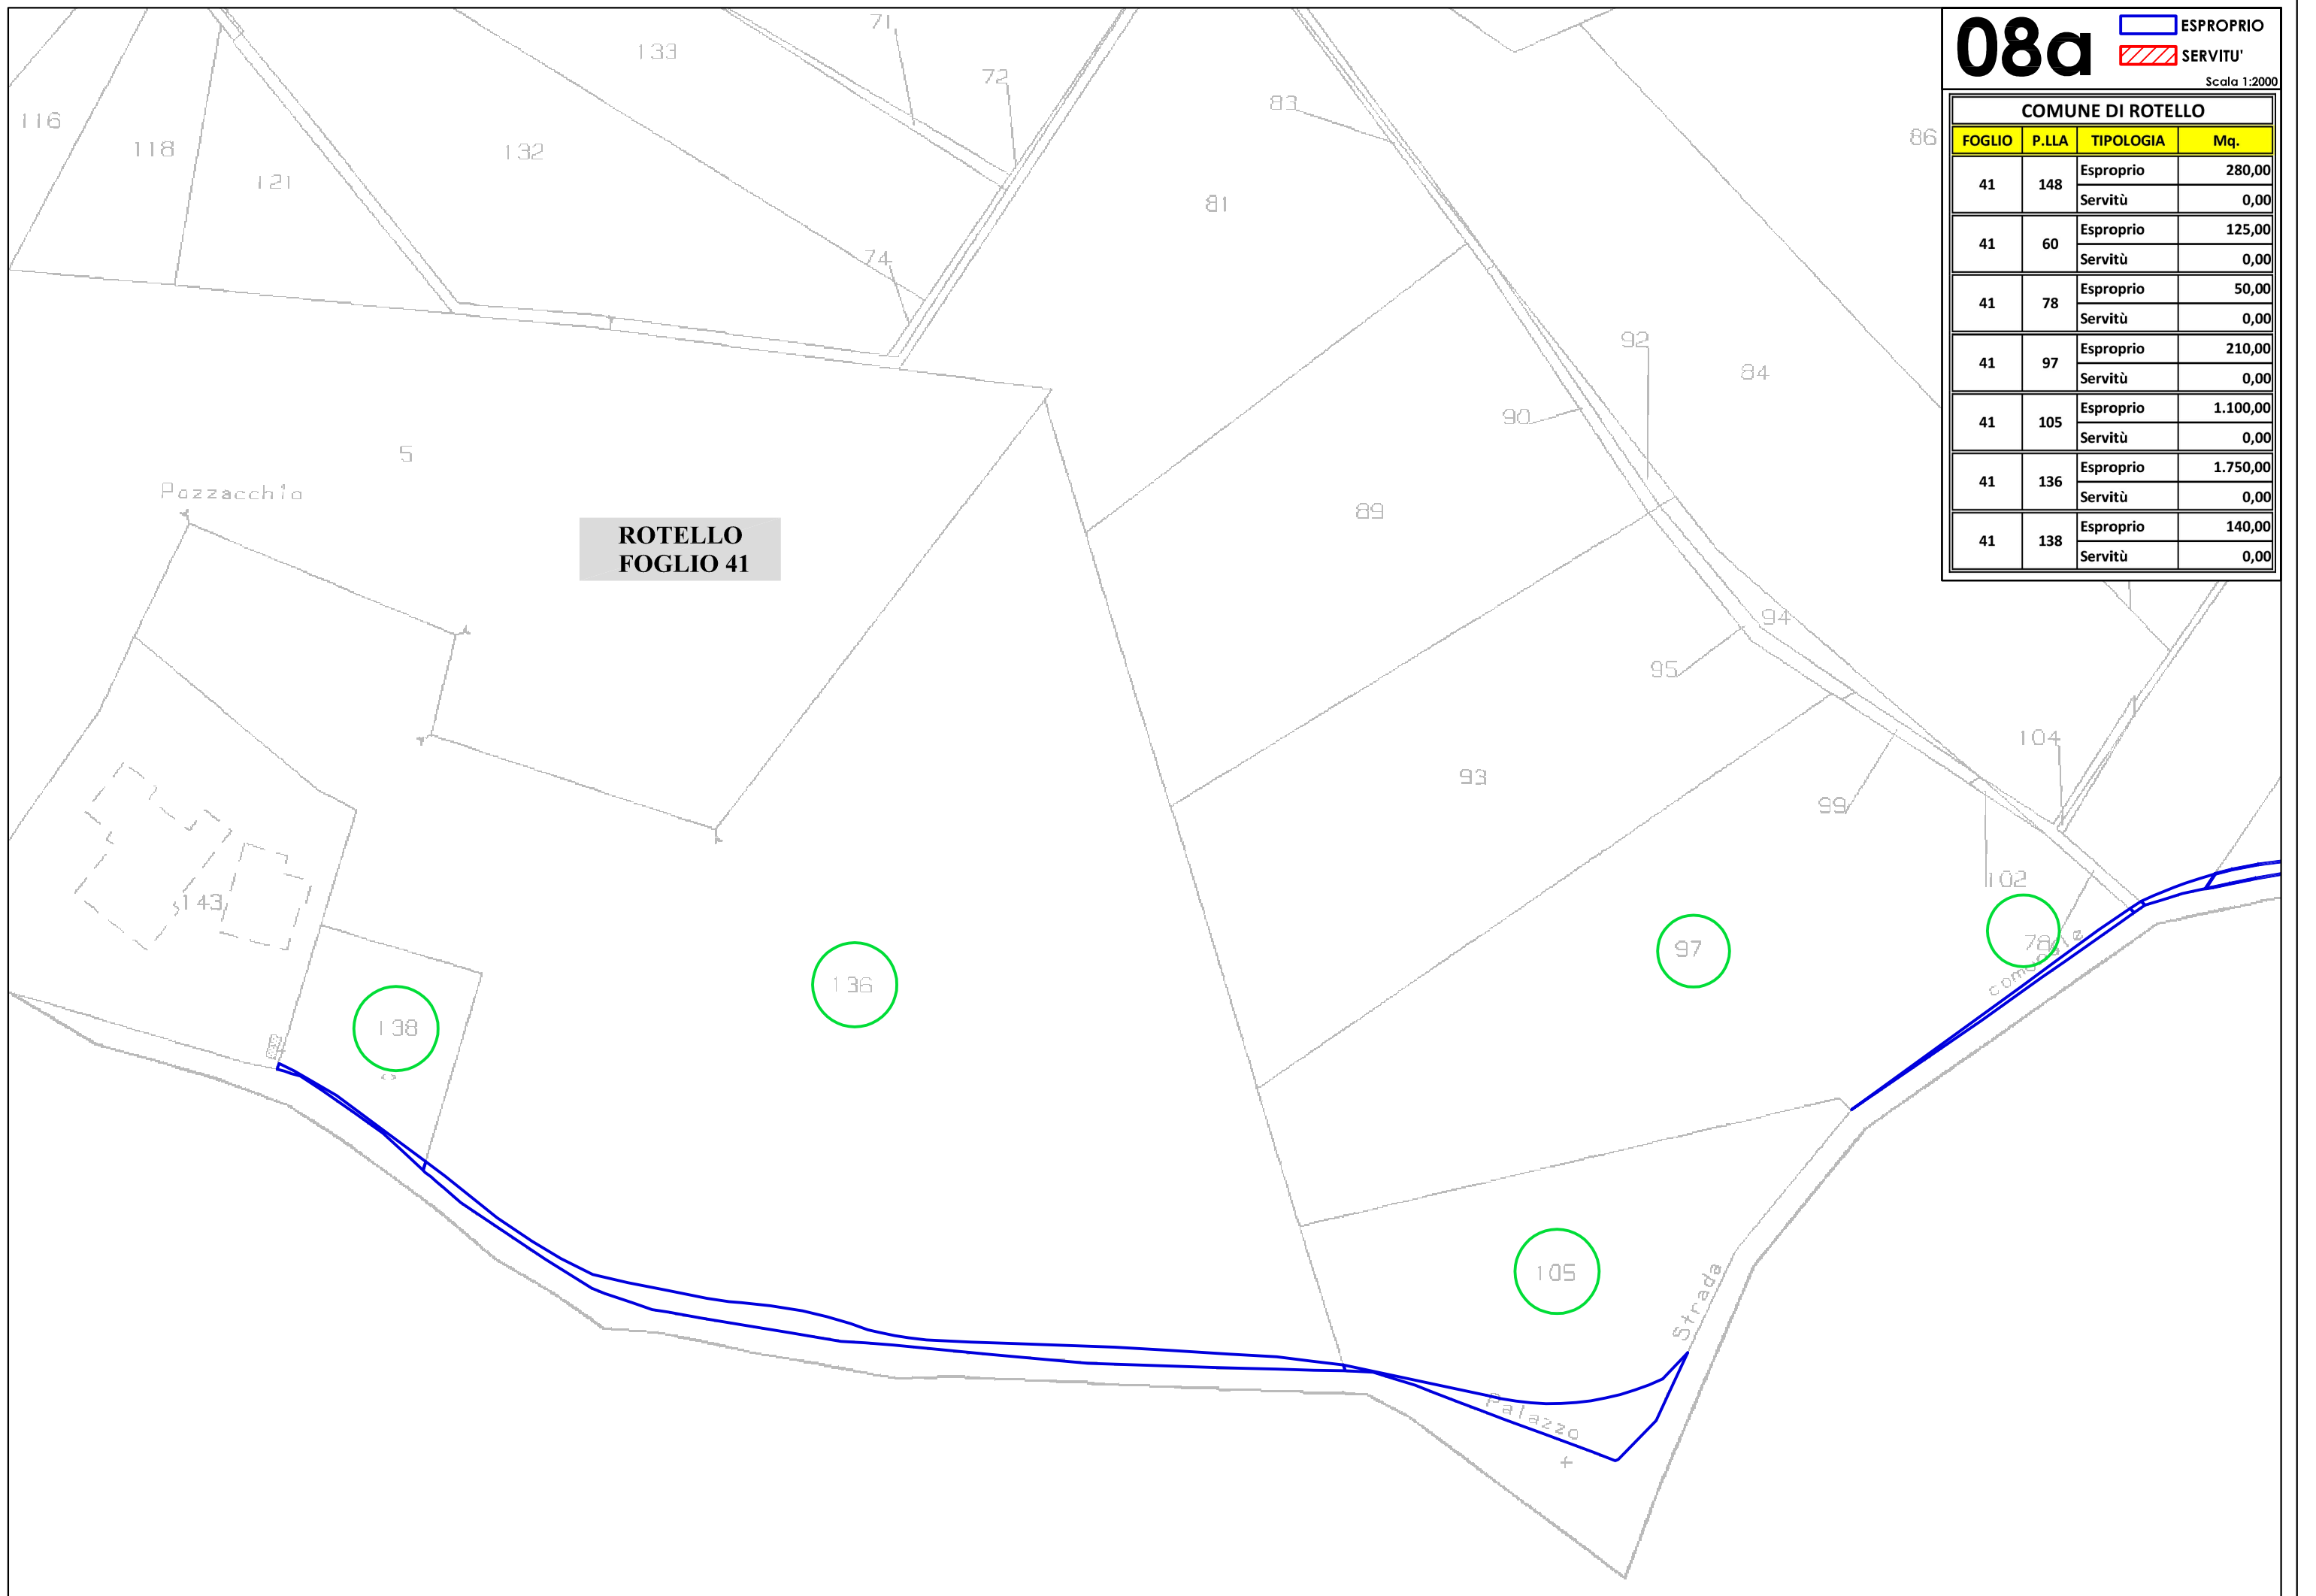 08a
ESPROPRIO
SERVITU'
Scala 1:2000
COMUNE DI ROTELLO
FOGLIO P.LLA TIPOLOGIA Mq.
41 148 Esproprio 280,00
Servitù 0,00
41 60 Esproprio 125,00
Servitù 0,00
41 78 Esproprio 50,00
Servitù 0,00
41 97 Esproprio 210,00
Servitù 0,00
41 105 Esproprio 1.100,00
Servitù 0,00
41 136 Esproprio 1.750,00
Servitù 0,00
41 138 Esproprio 140,00
Servitù 0,00
71
133
72
83
116
118
132
86
121
81
74
92
84
90
5
Pozzacchio
89
ROTELLO
FOGLIO 41
94
95
104
93
99
102
143
78
97
136
138
105
Strada
Palazzo